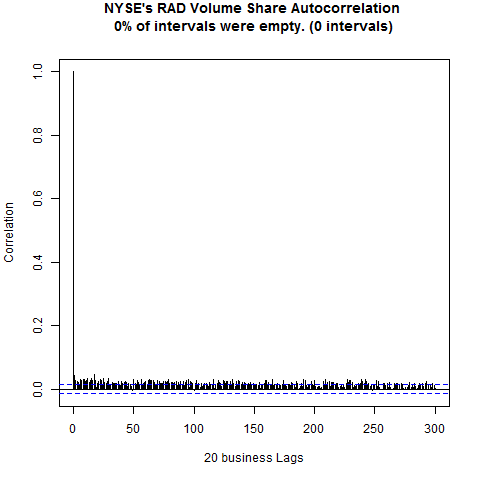 NYSE's RAD Volume Share Autocorrelation
0% of intervals were empty. (0 intervals)
1.0
0.8
0.6
0.4
0.2
0.0
Correlation
0 50 100 150 200 250 300
20 business Lags